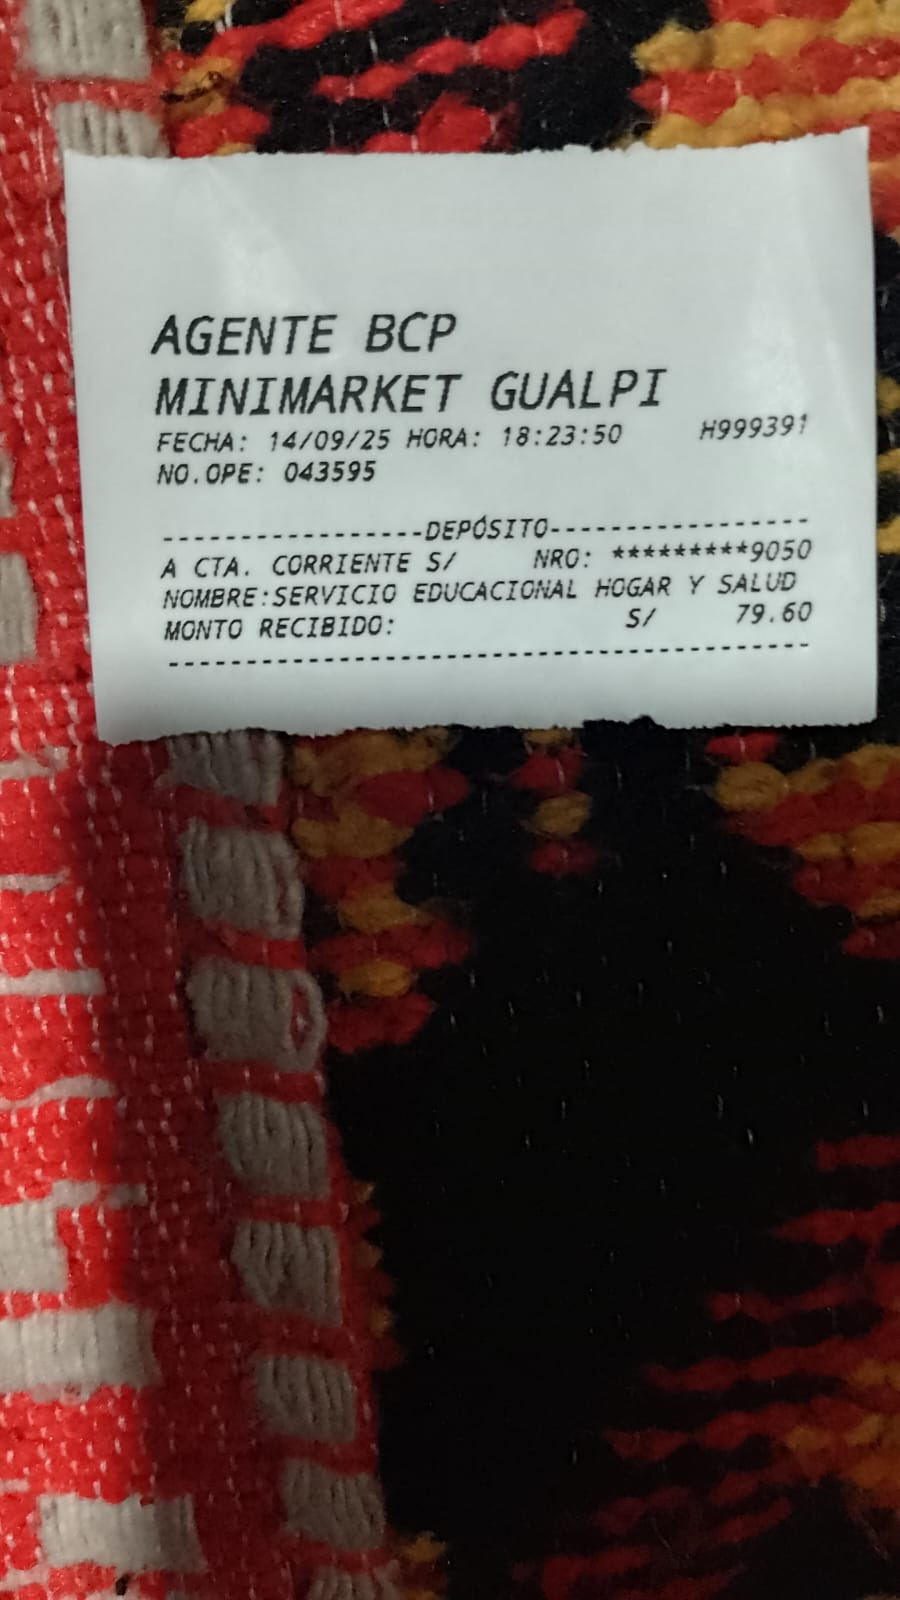 AGENTE BCP
MINIMARKET GUALPI
FECHA: 14/09/25 HORA: 18:23:50 H999391
NO.OPE: 043595
------------------DEPÓSITO-----------------
A CTA. CORRIENTE S/ NRO: *********9050
NOMBRE:SERVICIO EDUCACIONAL HOGAR Y SALUD
MONTO RECIBIDO: S/ 79.60
-------------------------------------------